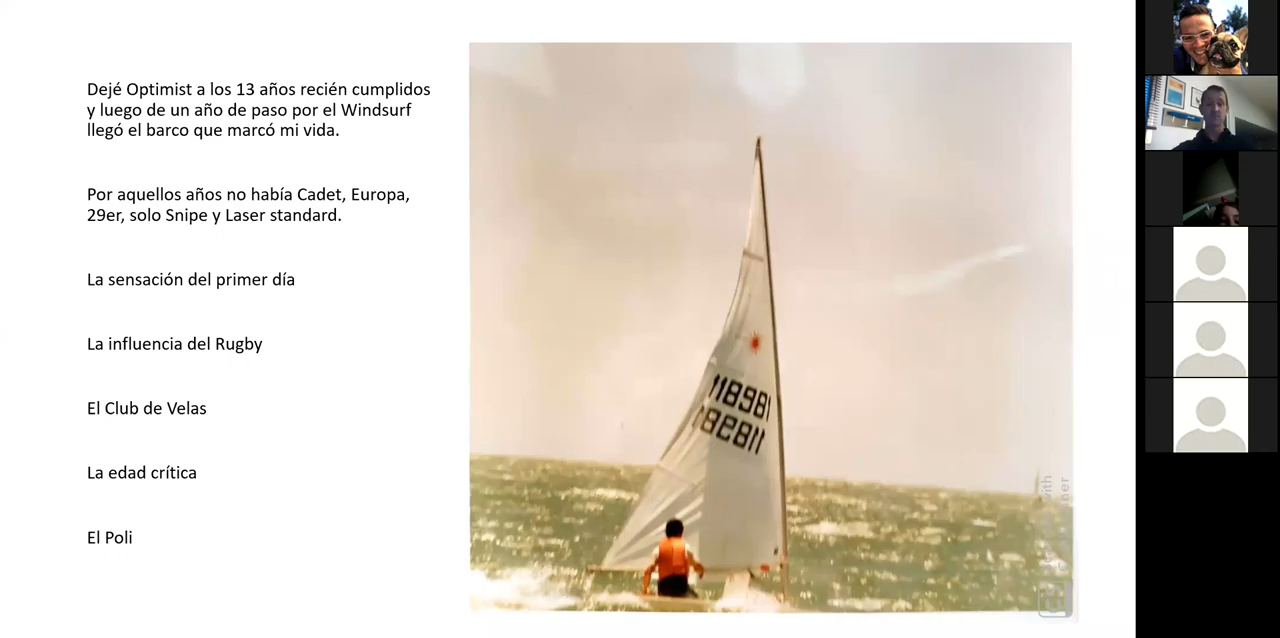 Dejé Optimist a los 13 años recién cumplidos
y luego de un año de paso por el Windsurf
llegó el barco que marcó mi vida.
Por aquellos años no había Cadet, Europa,
29er, solo Snipe y Laser standard.
La sensación del primer día
La influencia del Rugby
El Club de Velas
La edad crítica
El Poli
118981